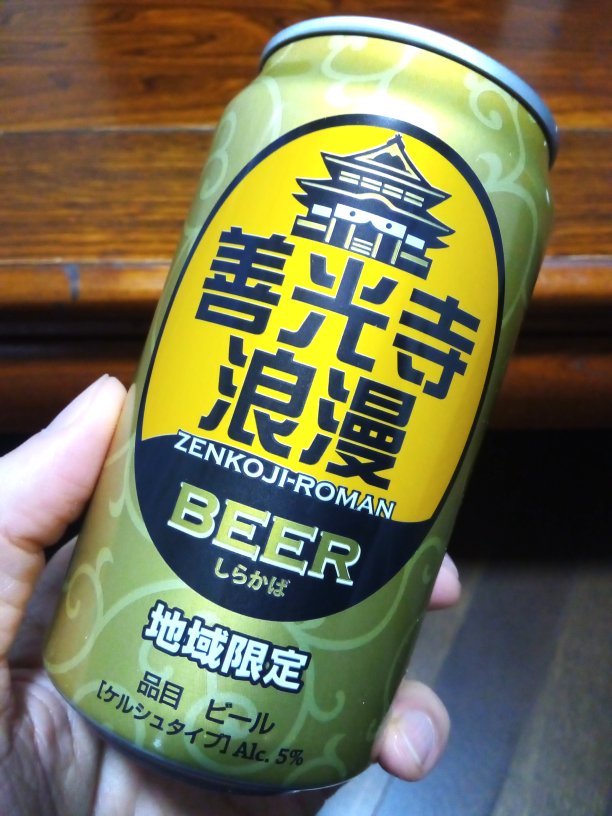 善光寺
浪漫
ZENKOJI-ROMAN
BEER
しらかば
地域限定
品目 ビール
[ケルシュタイプ] Alc. 5%